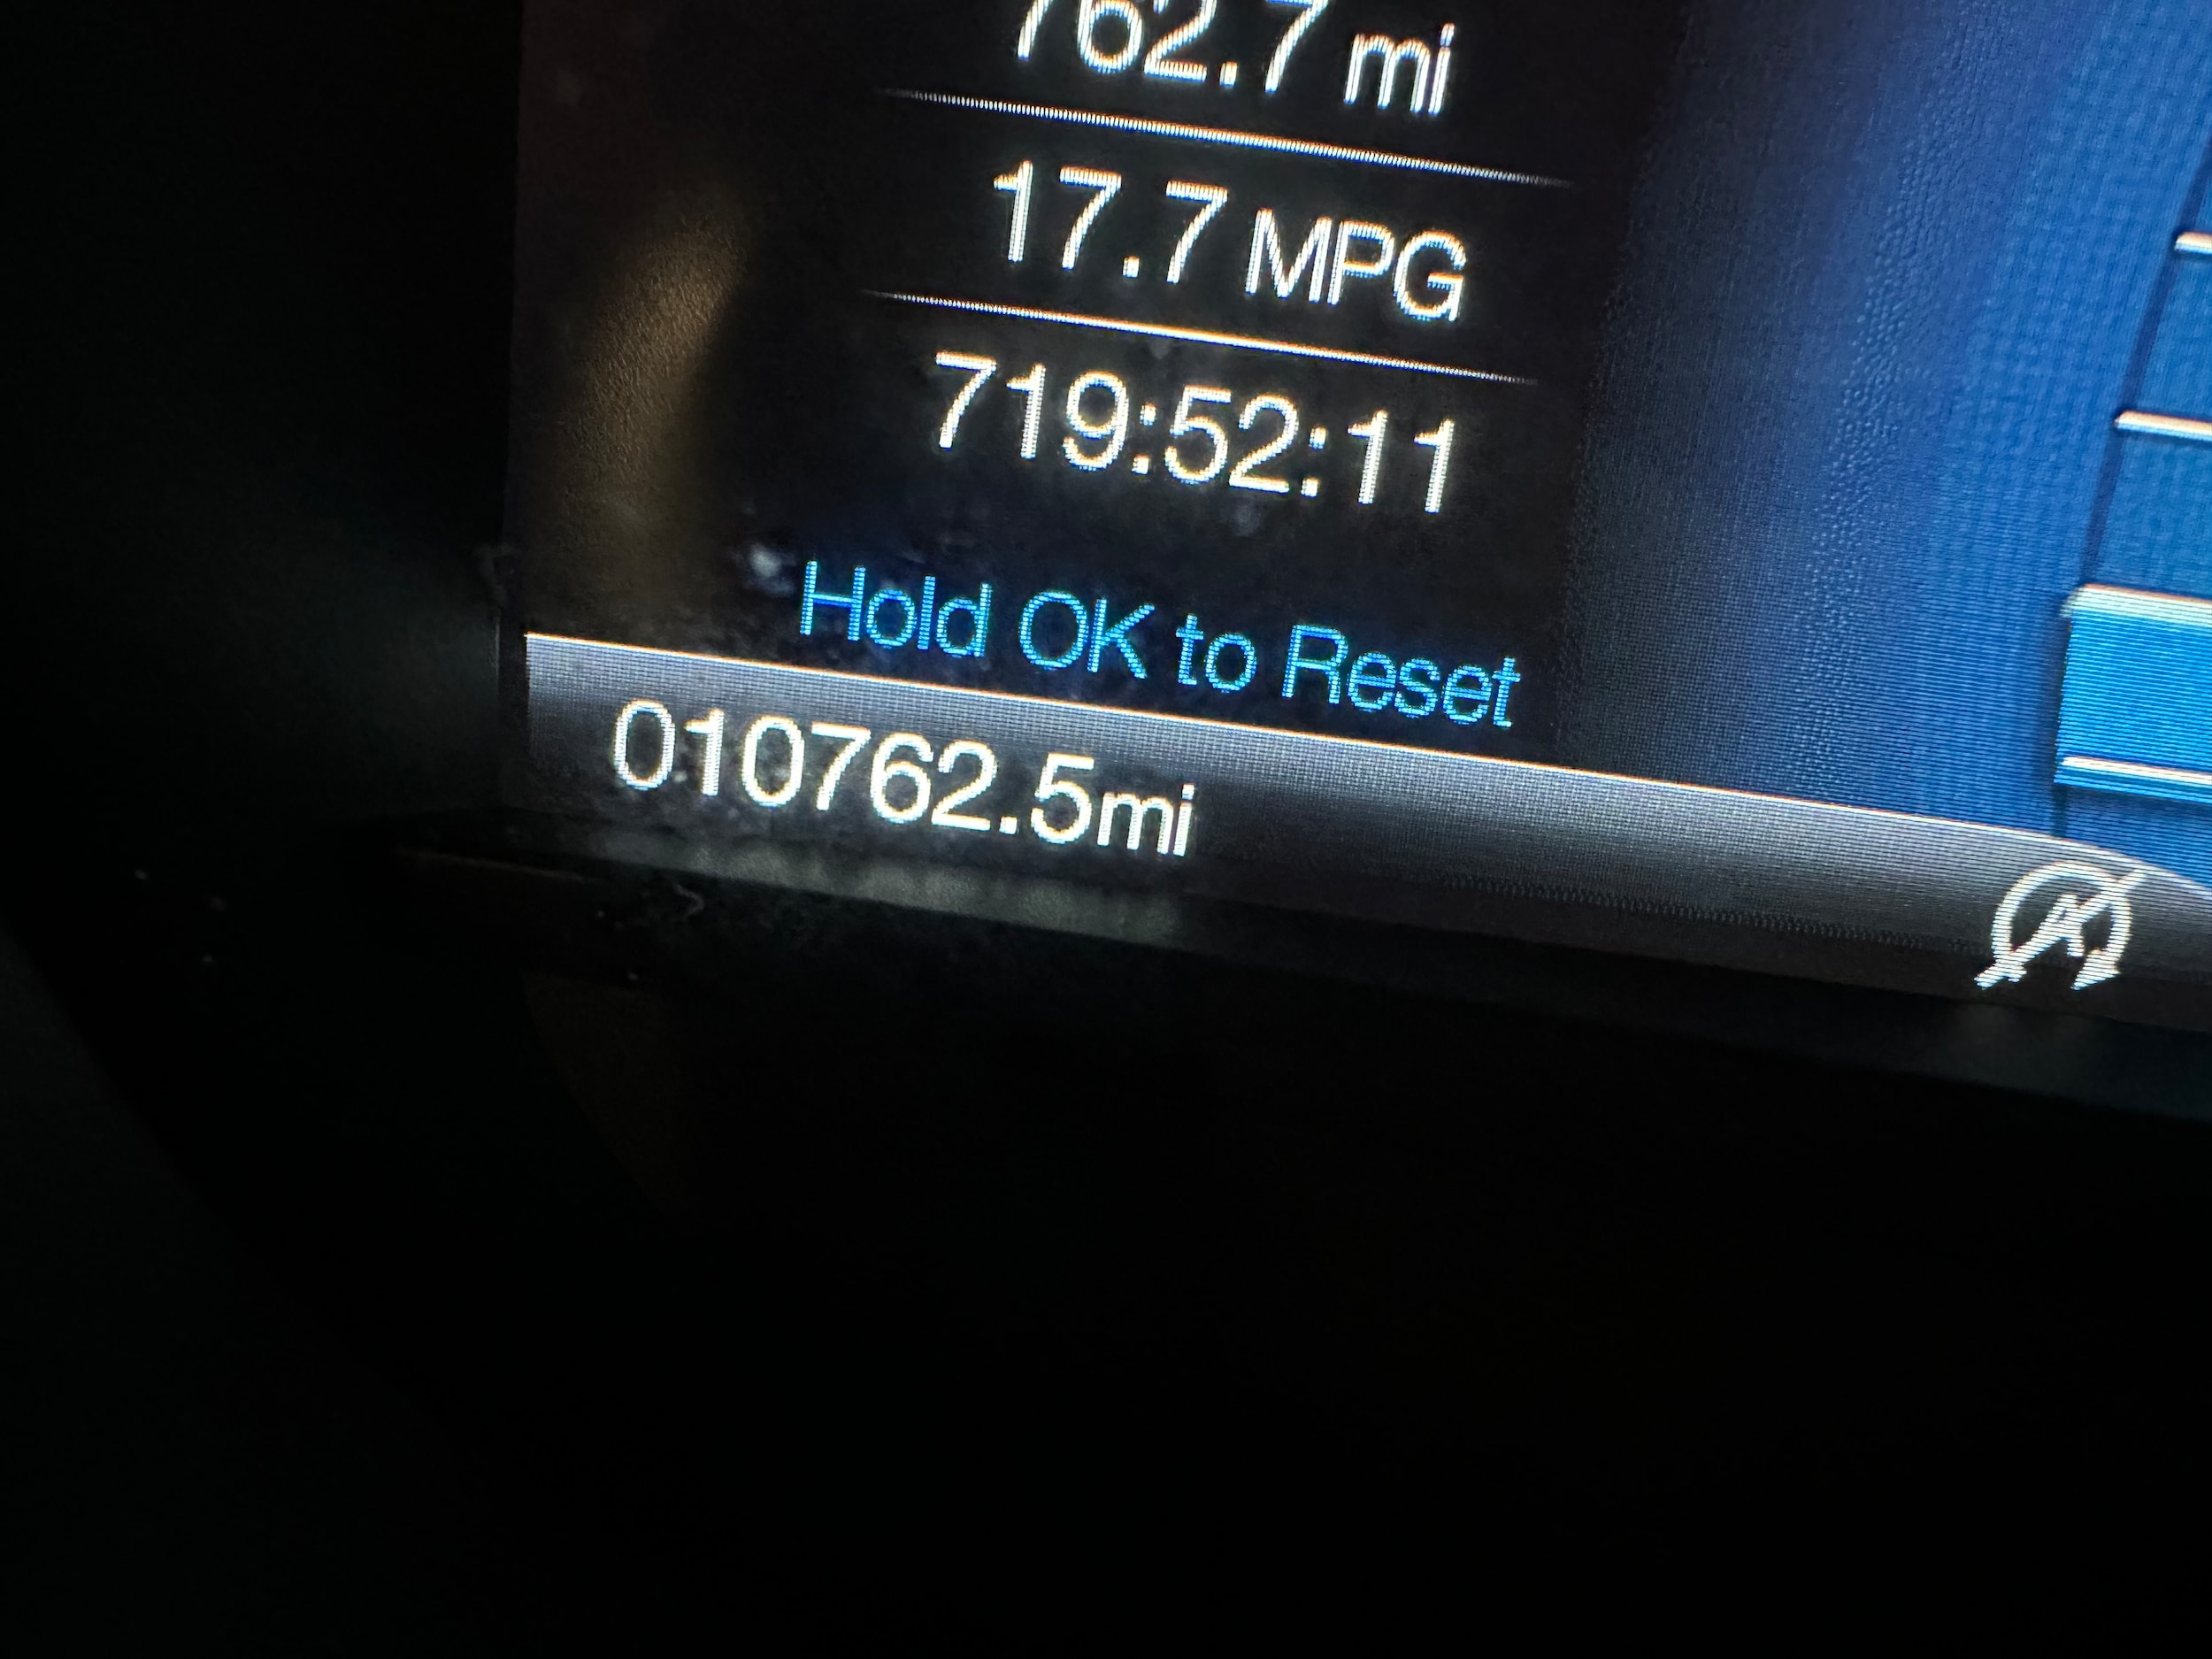 762.7 mi
17.7 MPG
719:52:11
Hold OK to Reset
010762.5mi
A